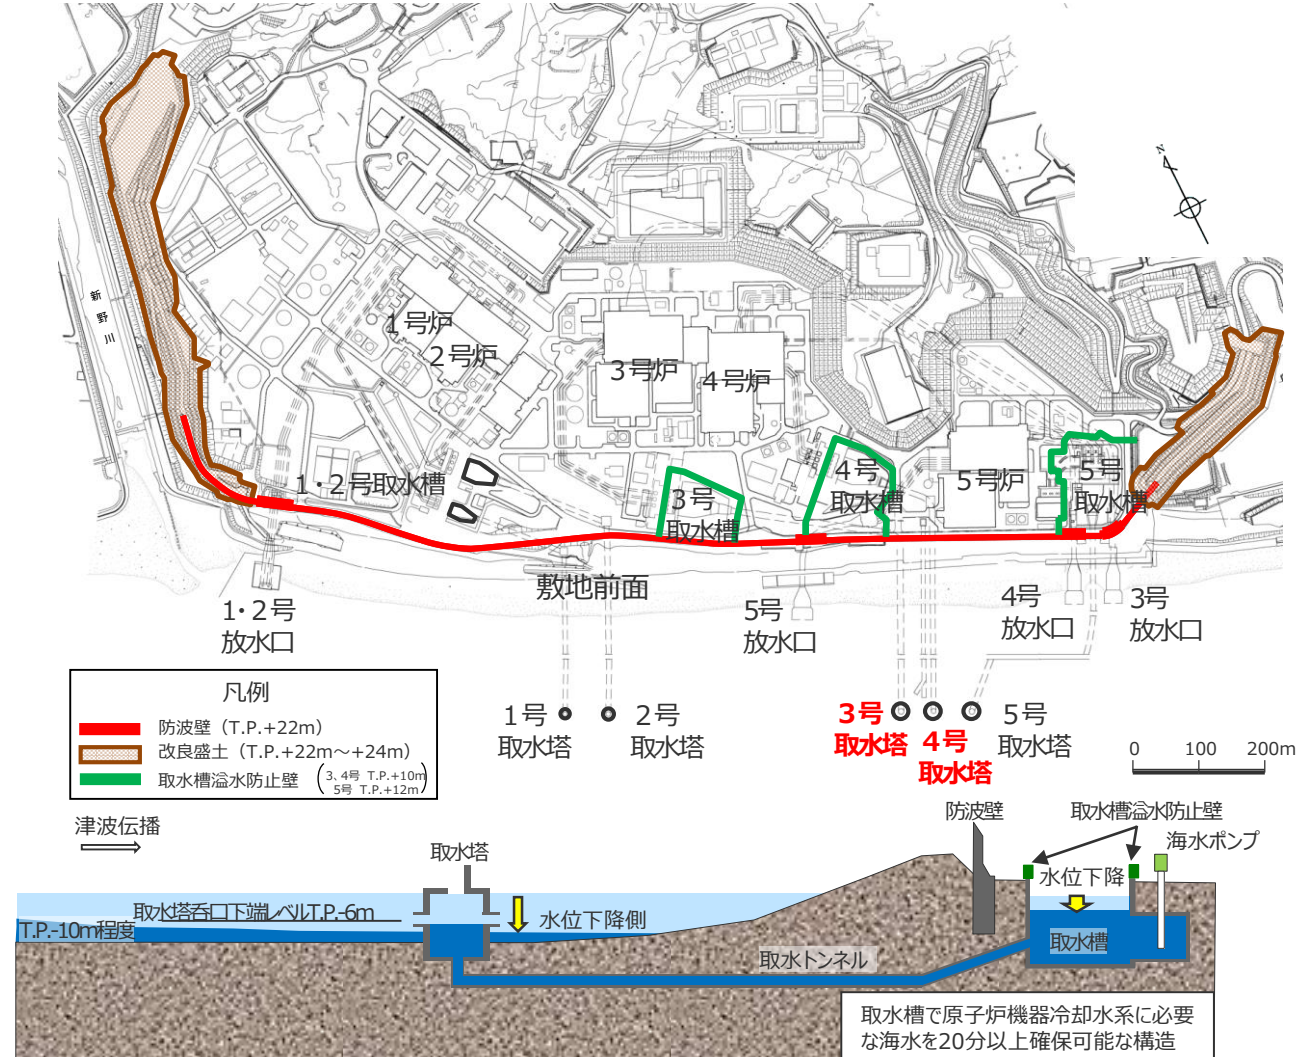 N
新野川
1号炉
2号炉
3号炉
4号炉
5号炉
1・2号取水槽
3号
取水槽
4号
取水槽
5号
取水槽
敷地前面
1・2号
放水口
5号
放水口
4号
放水口
3号
放水口
1号
取水塔
2号
取水塔
3号
取水塔
4号
取水塔
5号
取水塔
0 100 200m
凡例
防波壁（T.P.+22m）
改良盛土（T.P.+22m～+24m）
取水槽溢水防止壁（3、4号 T.P.+10m
5号 T.P.+12m）
津波伝播
取水塔
防波壁
取水槽溢水防止壁
海水ポンプ
水位下降
取水塔呑口下端レベルT.P.-6m
T.P.-10m程度
水位下降側
取水槽
取水トンネル
取水槽で原子炉機器冷却水系に必要
な海水を20分以上確保可能な構造